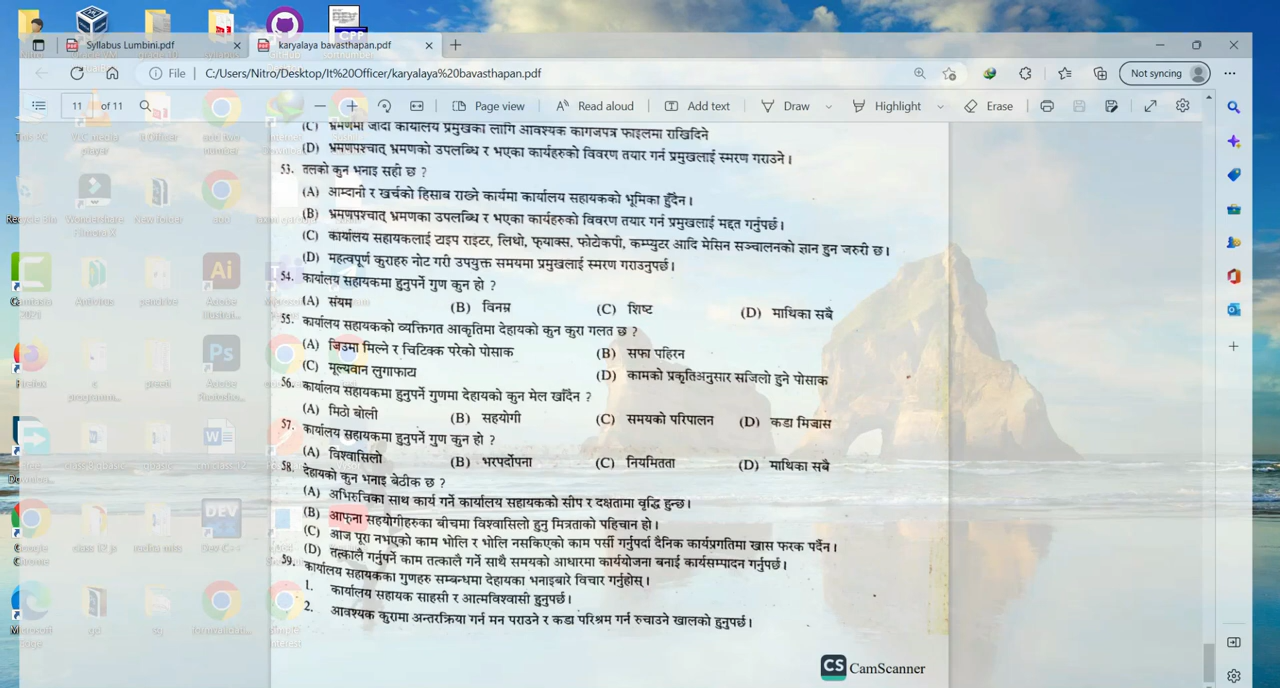 Syllabus Lumbini.pdf
karyalaya bavasthapan.pdf
File
C:/Users/Nitro/Desktop/It%20Officer/karyalaya%20bavasthapan.pdf
Not syncing
11 of 11
Page view
Read aloud
Add text
Draw
Highlight
Erase
(C) भ्रमणमा जाँदा कार्यालय प्रमुखका लागि आवश्यक कागजपत्र फाइलमा राखिदिने
(D) भ्रमणपश्चात् भ्रमणको उपलब्धि र भएका कार्यहरुको विवरण तयार गर्न प्रमुखलाई स्मरण गराउने।
53. तलको कुन भनाइ सही छ ?
(A) आम्दानी र खर्चको हिसाब राख्ने कार्यमा कार्यालय सहायकको भूमिका हुँदैन।
(B) भ्रमणपश्चात् भ्रमणका उपलब्धि र भएका कार्यहरुको विवरण तयार गर्न प्रमुखलाई मद्दत गर्नुपर्छ।
(C) कार्यालय सहायकलाई टाइप राइटर, लिथो, फ्याक्स, फोटोकपी, कम्प्युटर आदि मेसिन सञ्चालनको ज्ञान हुन जरुरी छ।
(D) महत्वपूर्ण कुराहरु नोट गरी उपयुक्त समयमा प्रमुखलाई स्मरण गराउनुपर्छ।
54. कार्यालय सहायकमा हुनुपर्ने गुण कुन हो ?
(A) संयम (B) विनम्र (C) शिष्ट (D) माथिका सबै
55. कार्यालय सहायकको व्यक्तिगत आकृतिमा देहायको कुन कुरा गलत छ ?
(A) जिउमा मिल्ने र चिटिक्क परेको पोसाक (B) सफा पहिरन
(C) मूल्यवान लुगाफाटा (D) कामको प्रकृतिअनुसार सजिलो हुने पोसाक
56. कार्यालय सहायकमा हुनुपर्ने गुणमा देहायको कुन मेल खाँदैन ?
(A) मिठो बोली (B) सहयोगी (C) समयको परिपालन (D) कडा मिजास
57. कार्यालय सहायकमा हुनुपर्ने गुण कुन हो ?
(A) विश्वासिलो (B) भरपर्दोपना (C) नियमितता (D) माथिका सबै
58. देहायको कुन भनाइ बेठीक छ ?
(A) अभिरुचिका साथ कार्य गर्ने कार्यालय सहायकको सीप र दक्षतामा वृद्धि हुन्छ।
(B) आफ्ना सहयोगीहरुका बीचमा विश्वासिलो हुनु मित्रताको पहिचान हो।
(C) आज पूरा नभएको काम भोलि र भोलि नसकिएको काम पर्सी गर्नुपर्दा दैनिक कार्यप्रगतिमा खास फरक पर्दैन।
(D) तत्कालै गर्नुपर्ने काम तत्कालै गर्ने साथै समयको आधारमा कार्ययोजना बनाई कार्यसम्पादन गर्नुपर्छ।
59. कार्यालय सहायकका गुणहरु सम्बन्धमा देहायका भनाइबारे विचार गर्नुहोस्।
1. कार्यालय सहायक साहसी र आत्मविश्वासी हुनुपर्छ।
2. आवश्यक कुरामा अन्तरक्रिया गर्न मन पराउने र कडा परिश्रम गर्न रुचाउने खालको हुनुपर्छ।
CS CamScanner